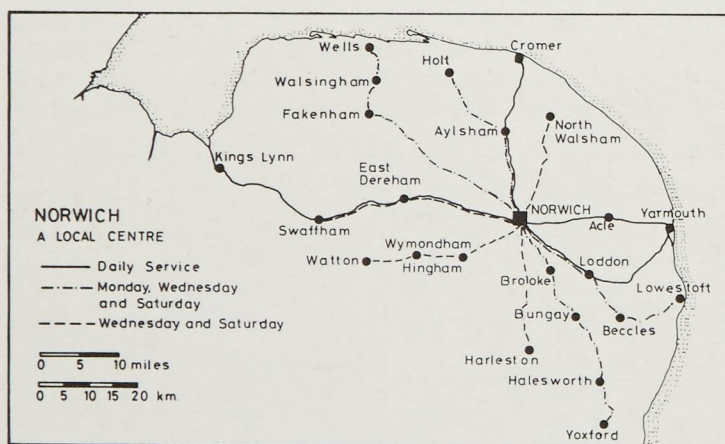 Wells
Cromer
Holt
Walsingham
Fakenham
Aylsham
North
Walsham
Kings Lynn
East
Dereham
NORWICH
Yarmouth
Acle
Swaffham
Wymondham
Watton
Hingham
Loddon
Brooke
Lowestoft
Bungay
Beccles
Harleston
Halesworth
Yoxford
NORWICH
A LOCAL CENTRE
Daily Service
Monday, Wednesday
and Saturday
Wednesday and Saturday
0 5 10 miles
0 5 10 15 20 km.